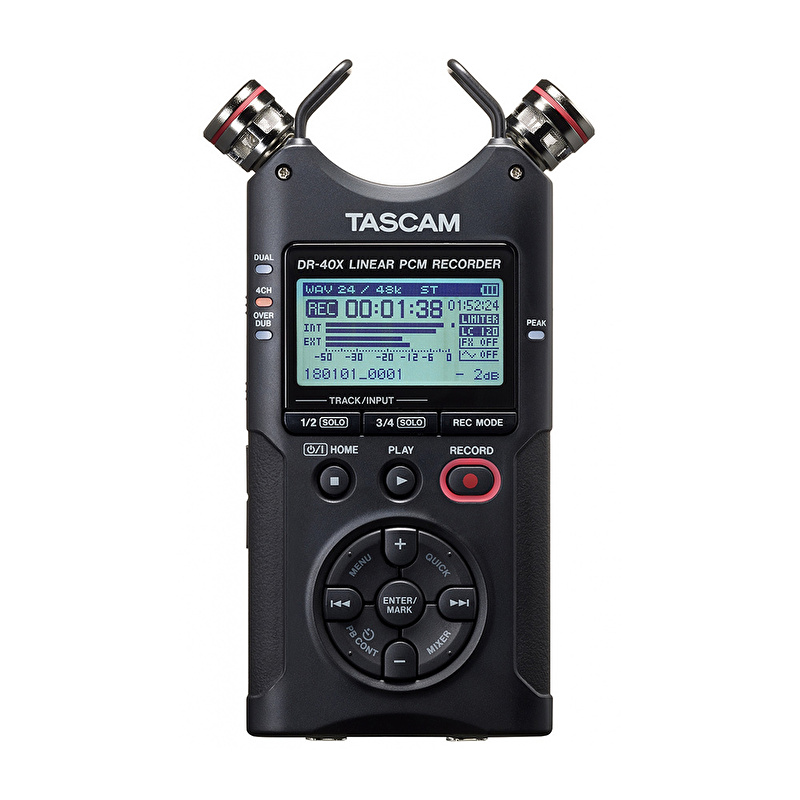 TASCAM
DR-40X LINEAR PCM RECORDER
DUAL
4CH
OVER
DUB
PEAK
WAV 24 / 48k ST
REC 00:01:38 01:52:24
INT
EXT
LIMITER
LC 120
FX OFF
OFF
-50 -30 -20 -12 -6 0
180101_0001 - 2dB
TRACK/INPUT
1/2 SOLO 3/4 SOLO REC MODE
⏻/I HOME PLAY RECORD
MENU + QUICK
ENTER/
MARK
PB CONT − MIXER